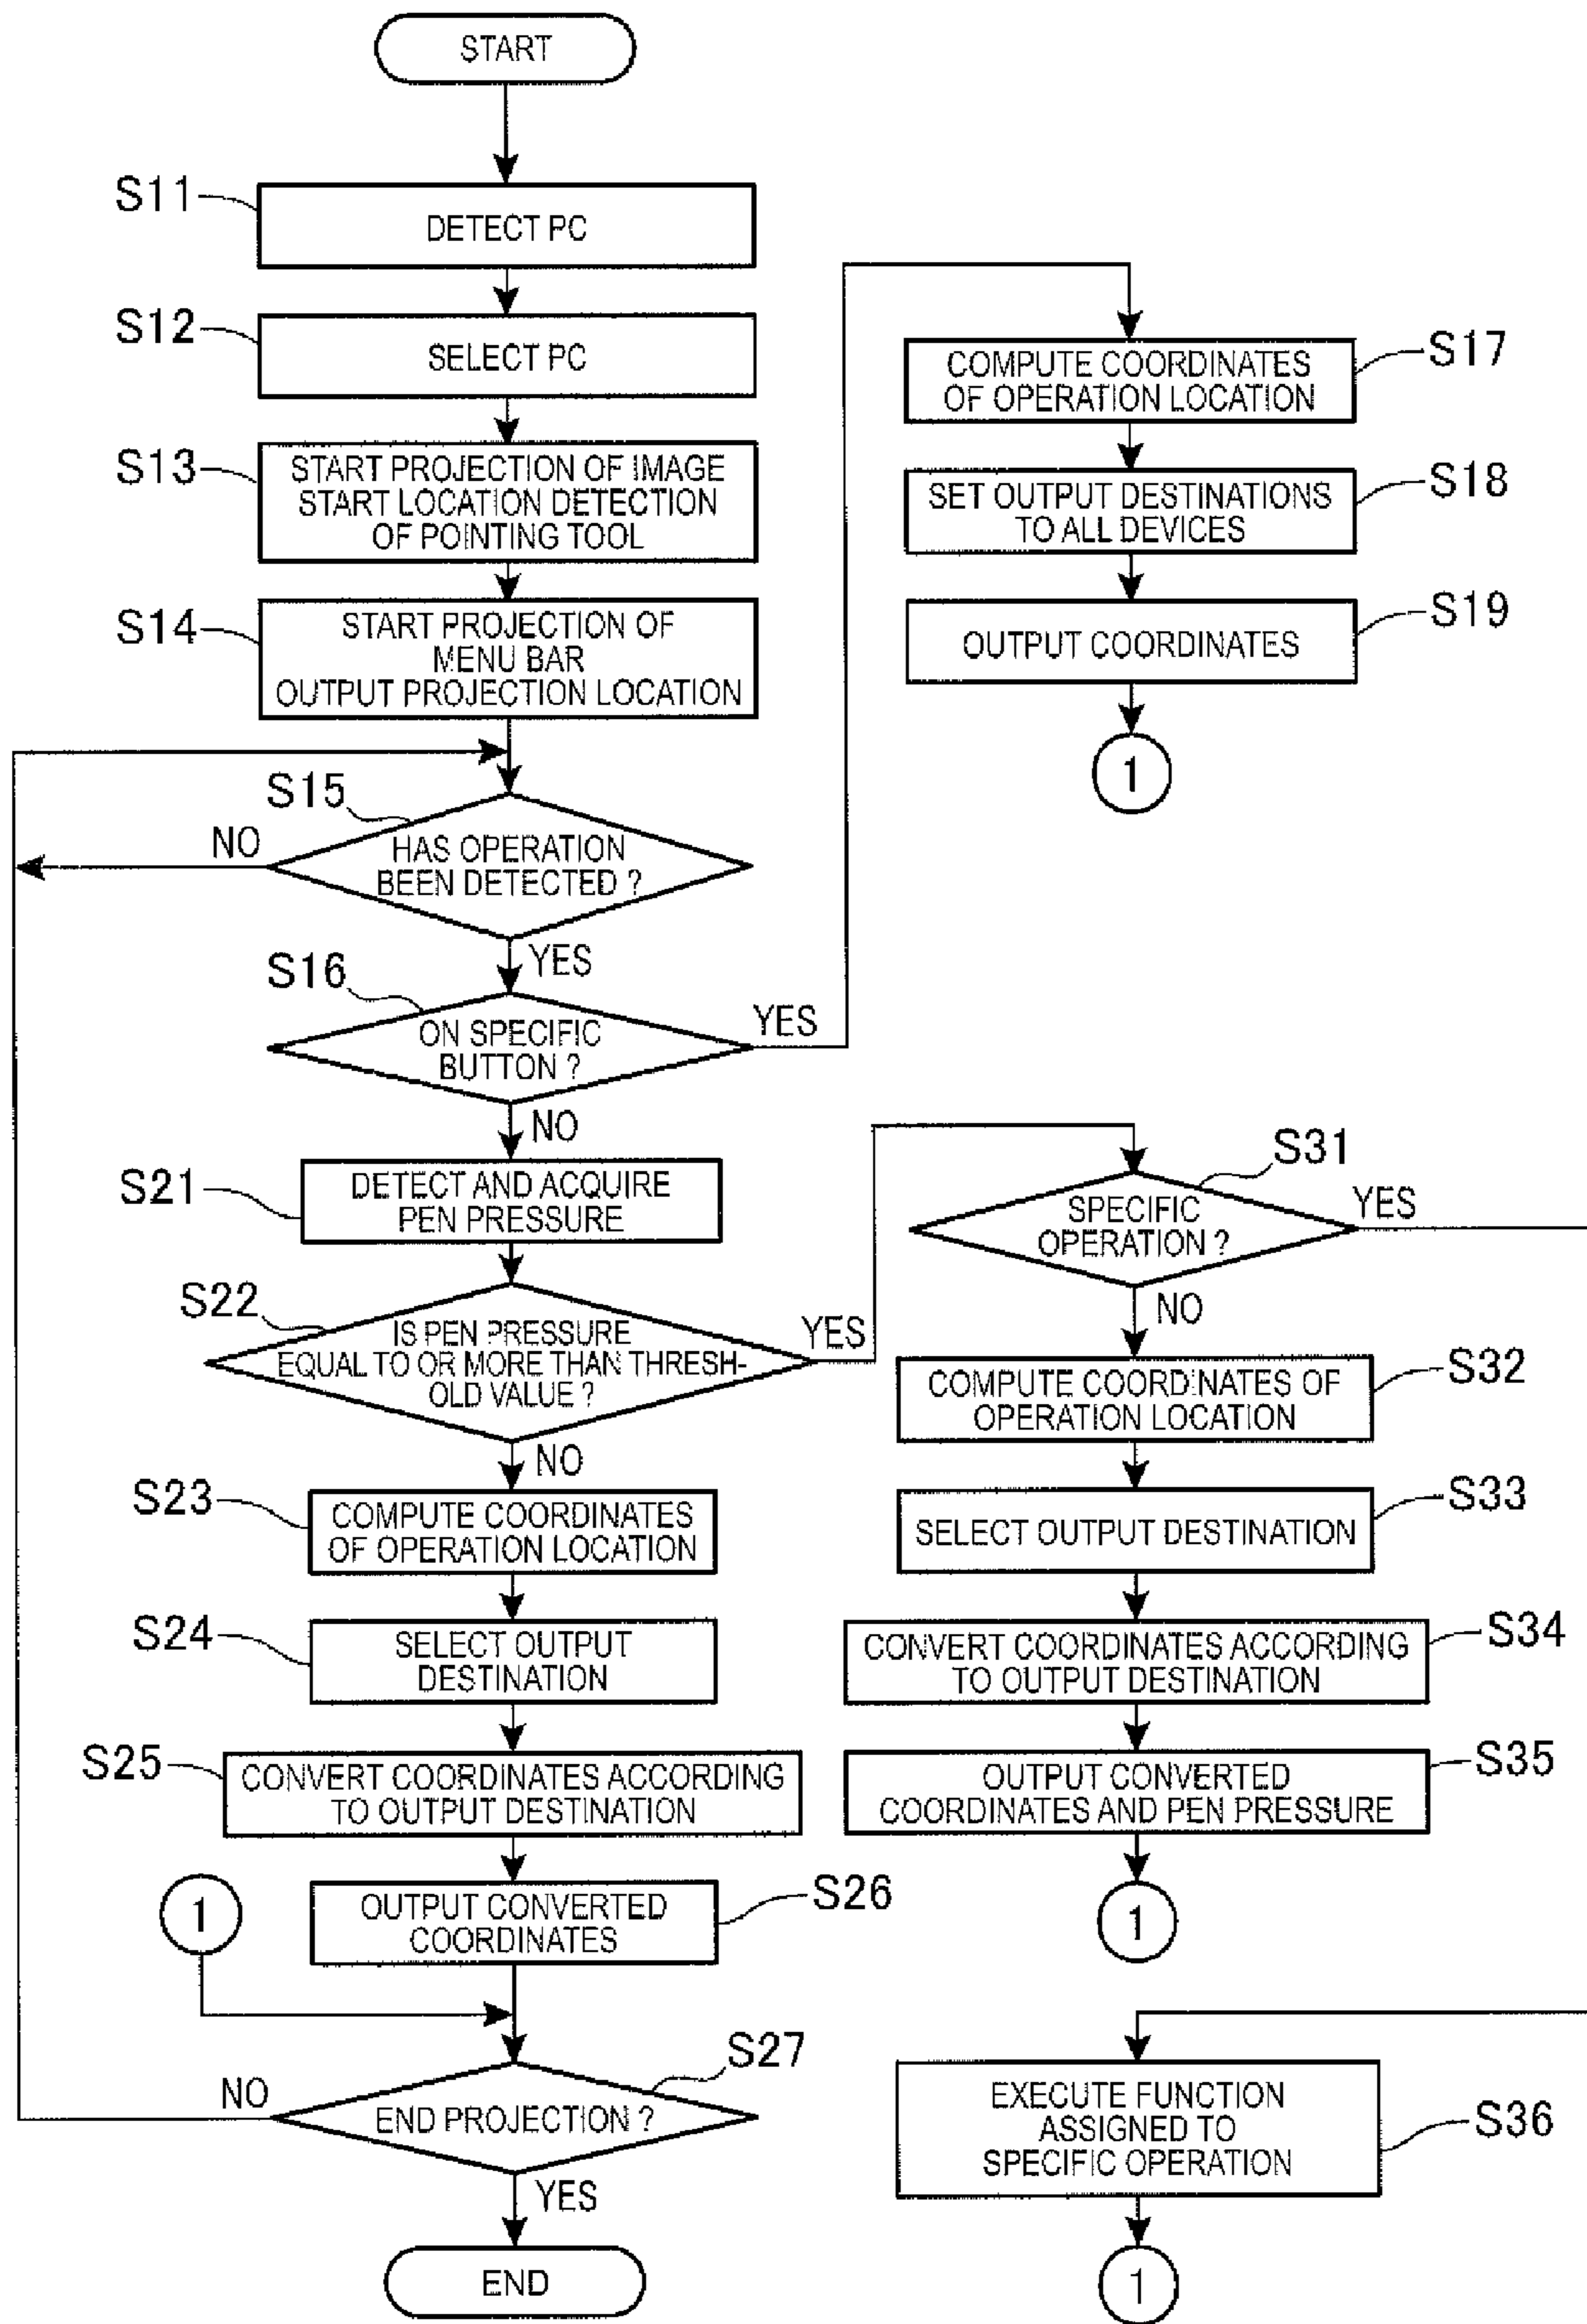 START
S11
DETECT PC
S12
SELECT PC
S13
START PROJECTION OF IMAGE
START LOCATION DETECTION
OF POINTING TOOL
S14
START PROJECTION OF
MENU BAR
OUTPUT PROJECTION LOCATION
S15
NO
HAS OPERATION
BEEN DETECTED ?
YES
S16
ON SPECIFIC
BUTTON ?
YES
NO
S17
COMPUTE COORDINATES
OF OPERATION LOCATION
S18
SET OUTPUT DESTINATIONS
TO ALL DEVICES
S19
OUTPUT COORDINATES
1
S21
DETECT AND ACQUIRE
PEN PRESSURE
S22
IS PEN PRESSURE
EQUAL TO OR MORE THAN THRESH-
OLD VALUE ?
YES
NO
S23
COMPUTE COORDINATES
OF OPERATION LOCATION
S24
SELECT OUTPUT
DESTINATION
S25
CONVERT COORDINATES ACCORDING
TO OUTPUT DESTINATION
S26
OUTPUT CONVERTED
COORDINATES
1
S27
NO
END PROJECTION ?
YES
END
S31
SPECIFIC
OPERATION ?
YES
NO
S32
COMPUTE COORDINATES OF
OPERATION LOCATION
S33
SELECT OUTPUT DESTINATION
S34
CONVERT COORDINATES ACCORDING
TO OUTPUT DESTINATION
S35
OUTPUT CONVERTED
COORDINATES AND PEN PRESSURE
1
S36
EXECUTE FUNCTION
ASSIGNED TO
SPECIFIC OPERATION
1